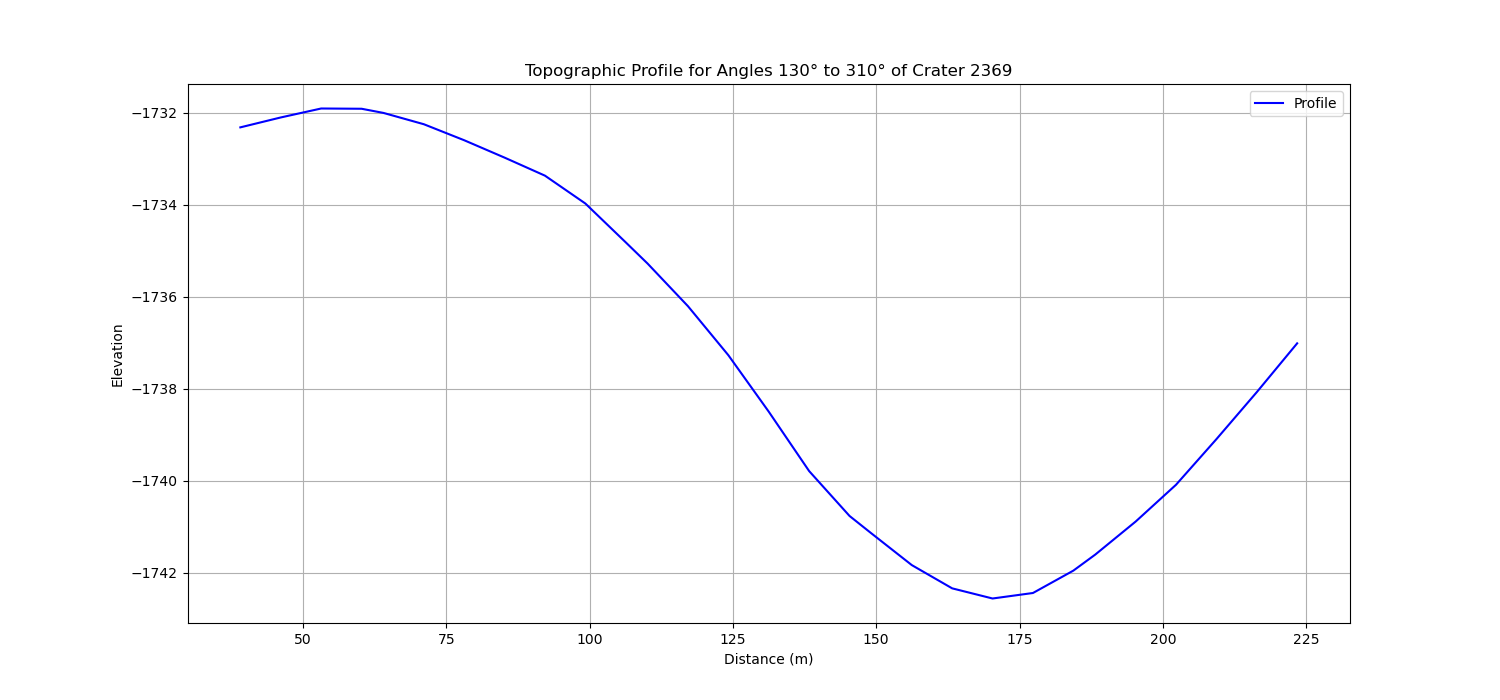 Topographic Profile for Angles 130° to 310° of Crater 2369
Profile
−1732
−1734
−1736
−1738
−1740
−1742
Elevation
50 75 100 125 150 175 200 225
Distance (m)